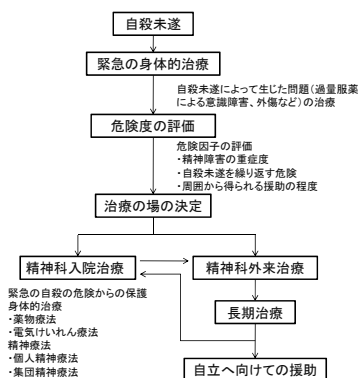 自殺未遂
緊急の身体的治療
自殺未遂によって生じた問題(過量服薬
による意識障害、外傷など)の治療
危険度の評価
危険因子の評価
・精神障害の重症度
・自殺未遂を繰り返す危険
・周囲から得られる援助の程度
治療の場の決定
精神科入院治療
精神科外来治療
緊急の自殺の危険からの保護
身体的治療
・薬物療法
・電気けいれん療法
精神療法
・個人精神療法
・集団精神療法
長期治療
自立へ向けての援助